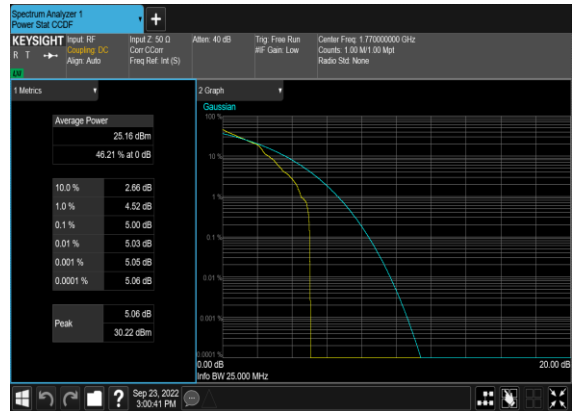 Spectrum Analyzer 1
Power Stat CCDF
KEYSIGHT
R T
Input: RF
Coupling: DC
Align: Auto
Input Z: 50 Ω
Corr CCorr
Freq Ref: Int (S)
Atten: 40 dB
Trig: Free Run
#IF Gain: Low
Center Freq: 1.770000000 GHz
Counts: 1.00 M/1.00 Mpt
Radio Std: None
1 Metrics
Average Power
25.16 dBm
46.21 % at 0 dB
10.0 % 2.66 dB
1.0 % 4.52 dB
0.1 % 5.00 dB
0.01 % 5.03 dB
0.001 % 5.05 dB
0.0001 % 5.06 dB
Peak
5.06 dB
30.22 dBm
2 Graph
Gaussian
100 %
10 %
1 %
0.1 %
0.01 %
0.001 %
0.0001 %
0.00 dB 20.00 dB
Info BW 25.000 MHz
?
Sep 23, 2022
3:00:41 PM